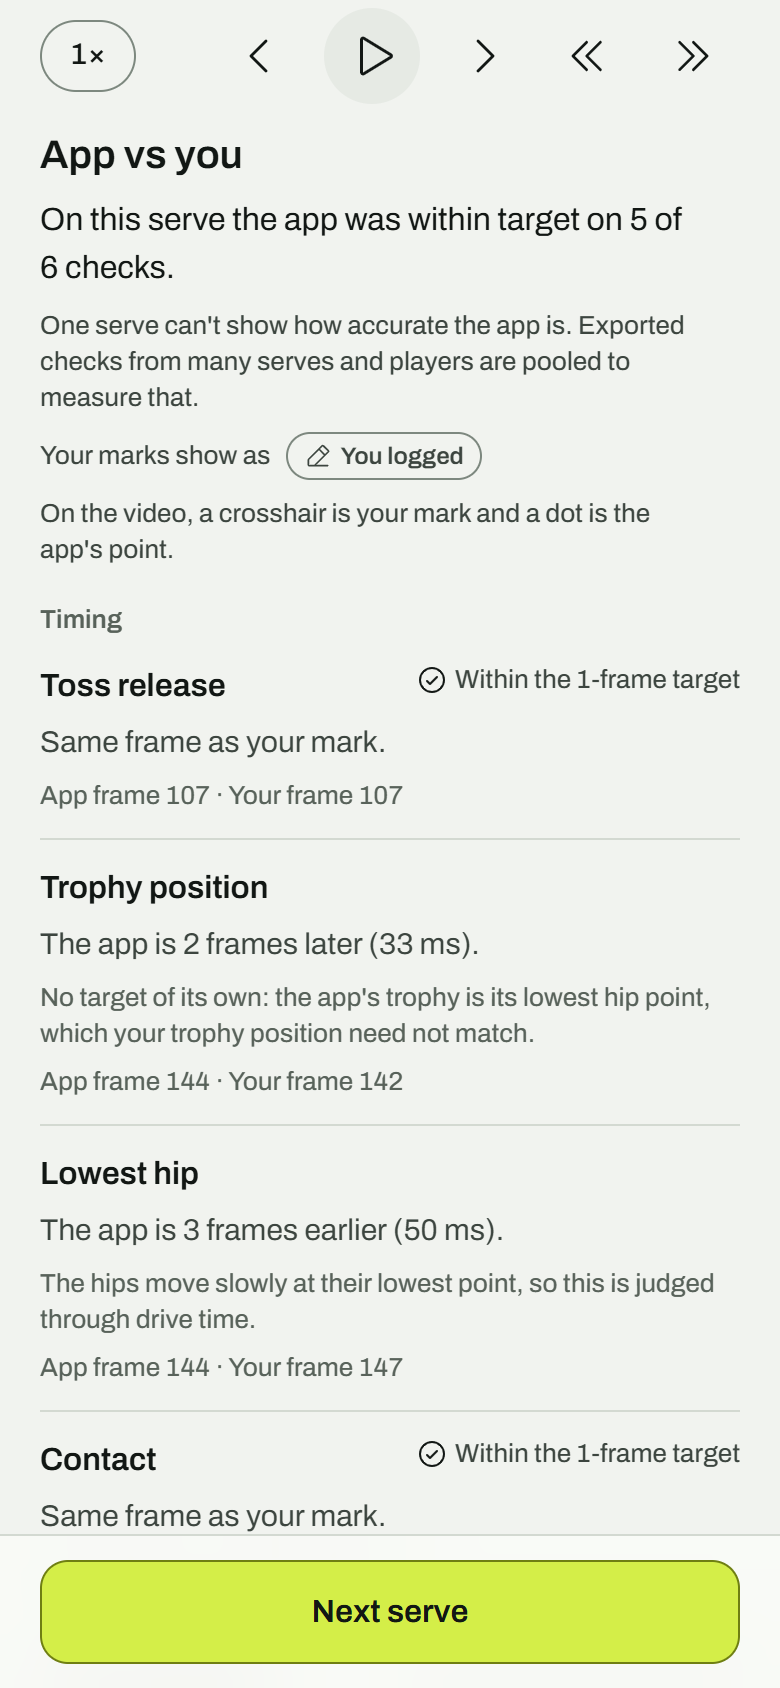 1×
App vs you
On this serve the app was within target on 5 of
6 checks.
One serve can't show how accurate the app is. Exported
checks from many serves and players are pooled to
measure that.
Your marks show as You logged
On the video, a crosshair is your mark and a dot is the
app's point.
Timing
Toss release
Within the 1-frame target
Same frame as your mark.
App frame 107 · Your frame 107
Trophy position
The app is 2 frames later (33 ms).
No target of its own: the app's trophy is its lowest hip point,
which your trophy position need not match.
App frame 144 · Your frame 142
Lowest hip
The app is 3 frames earlier (50 ms).
The hips move slowly at their lowest point, so this is judged
through drive time.
App frame 144 · Your frame 147
Contact
Within the 1-frame target
Same frame as your mark.
Next serve